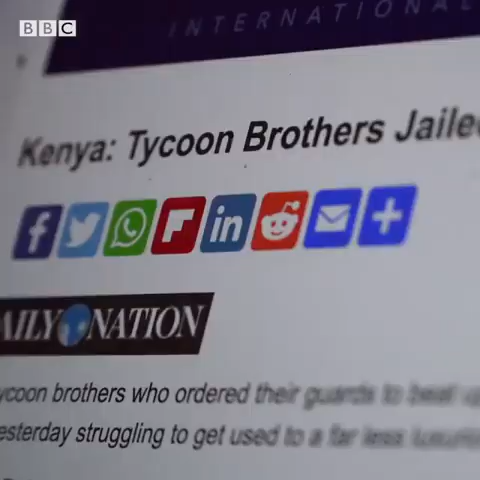 BBC
INTERNATIONAL
Kenya: Tycoon Brothers Jaile
AILY NATION
ycoon brothers who ordered their guards to beat up
esterday struggling to get used to a far less luxurio